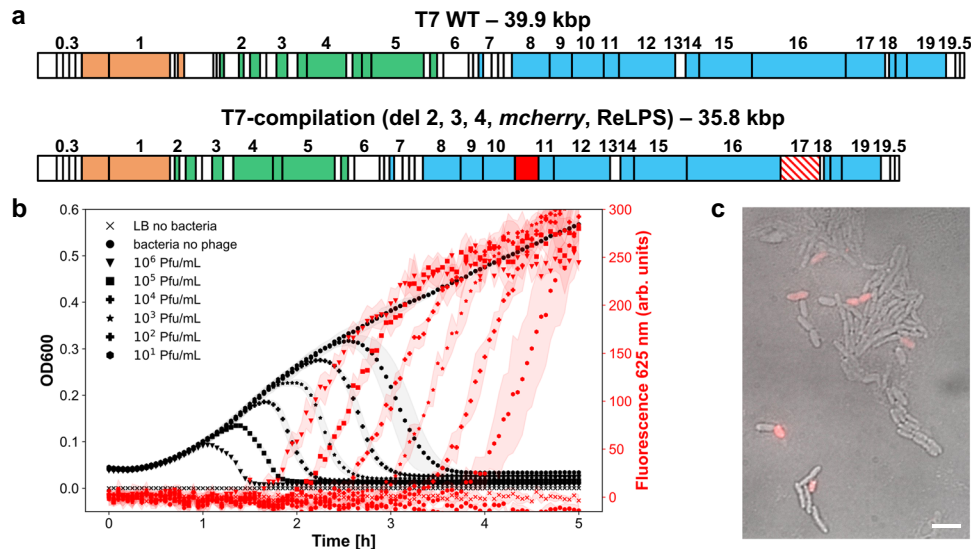 a
T7 WT – 39.9 kbp
0.3 1 2 3 4 5 6 7 8 9 10 11 12 13 14 15 16 17 18 19 19.5
T7-compilation (del 2, 3, 4, mcherry, ReLPS) – 35.8 kbp
0.3 1 2 3 4 5 6 7 8 9 10 11 12 13 14 15 16 17 18 19 19.5
b
c
LB no bacteria
bacteria no phage
10⁶ Pfu/mL
10⁵ Pfu/mL
10⁴ Pfu/mL
10³ Pfu/mL
10² Pfu/mL
10¹ Pfu/mL
OD600
0.6
0.5
0.4
0.3
0.2
0.1
0.0
300
250
200
150
100
50
0
Fluorescence 625 nm (arb. units)
0 1 2 3 4 5
Time [h]